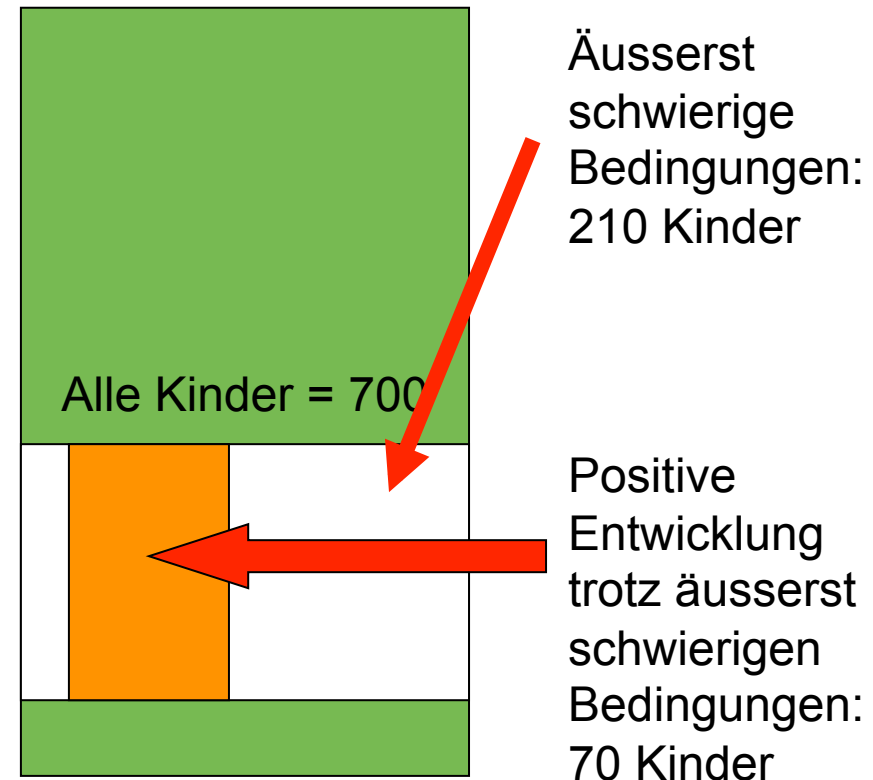 Äusserst
schwierige
Bedingungen:
210 Kinder
Alle Kinder = 700
Positive
Entwicklung
trotz äusserst
schwierigen
Bedingungen:
70 Kinder